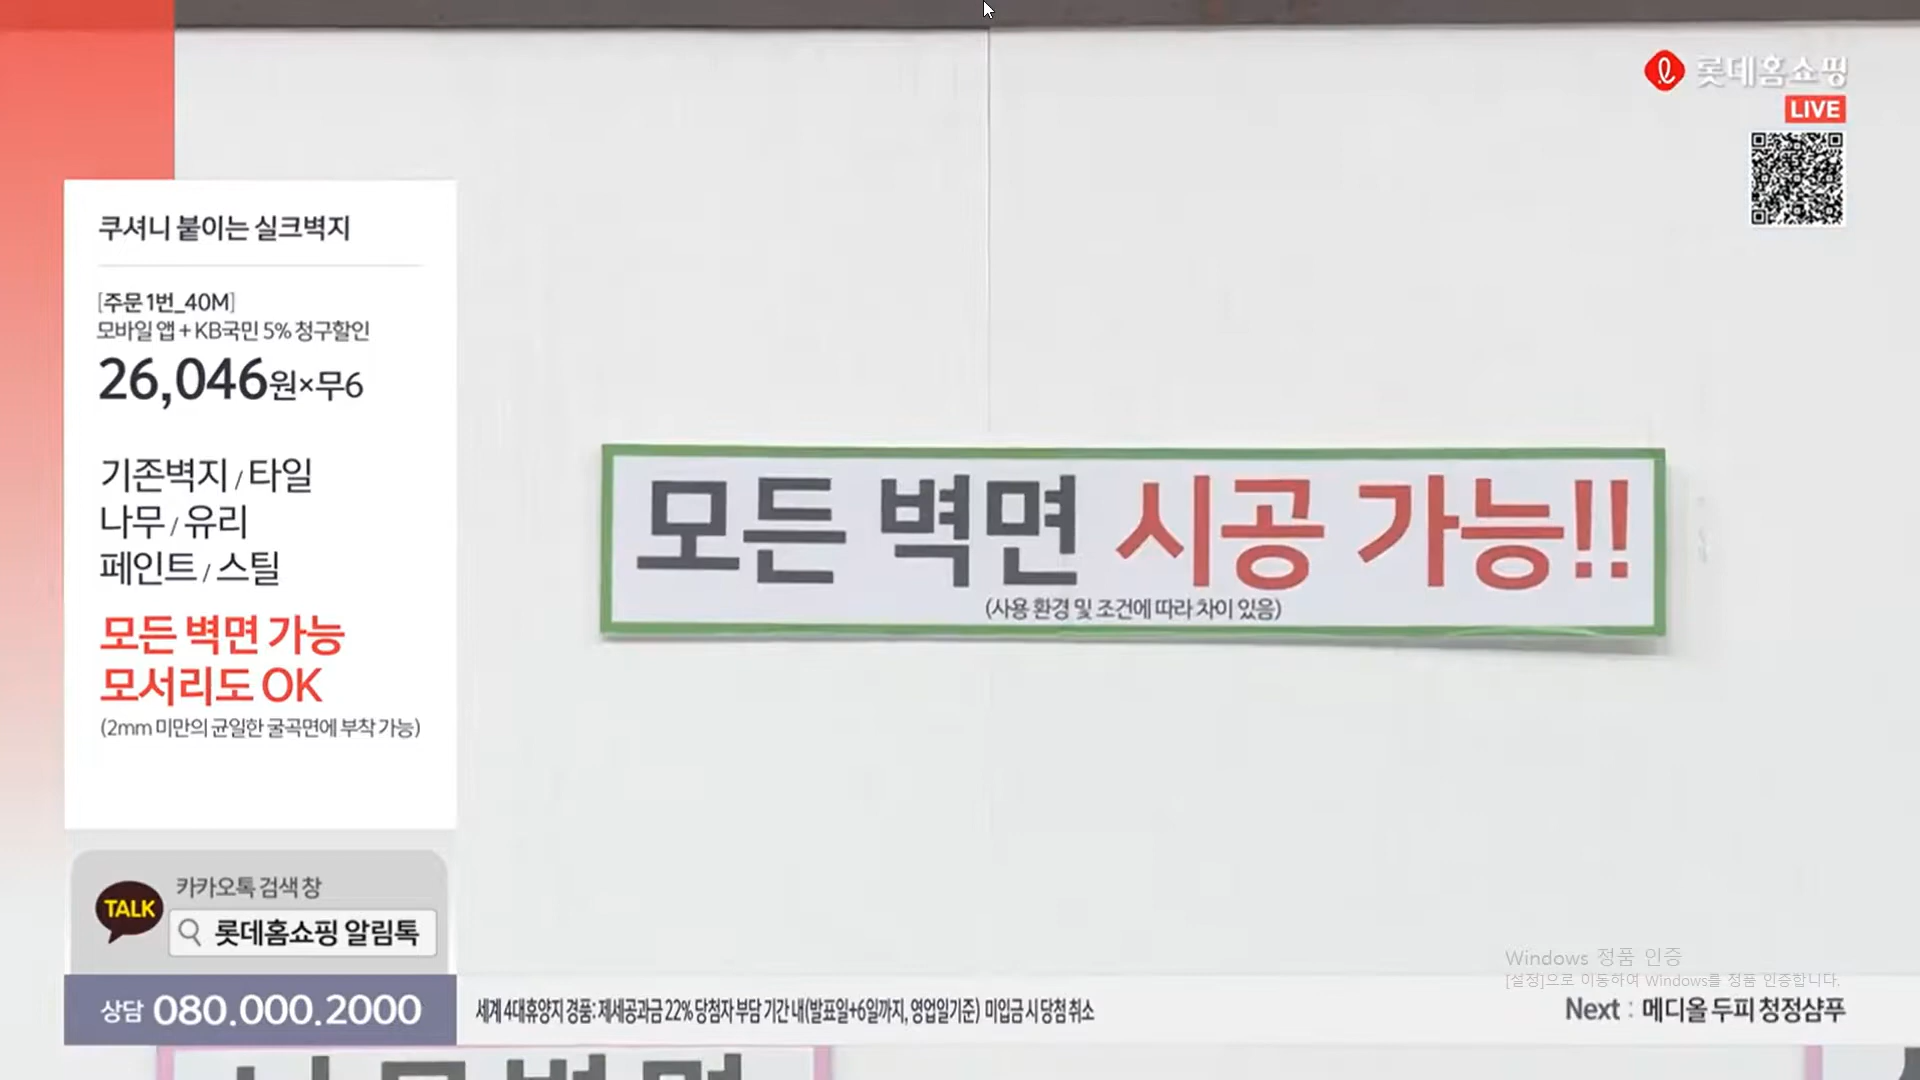 롯데홈쇼핑
LIVE
쿠셔니 붙이는 실크벽지
[주문 1번_40M]
모바일 앱 + KB국민 5% 청구할인
26,046원×무6
기존벽지 / 타일
나무 / 유리
페인트 / 스틸
모든 벽면 가능
모서리도 OK
(2mm 미만의 균일한 굴곡면에 부착 가능)
모든 벽면 시공 가능!!
(사용 환경 및 조건에 따라 차이 있음)
TALK
카카오톡 검색 창
롯데홈쇼핑 알림톡
상담 080.000.2000
세계 4대휴양지 경품: 제세공과금 22% 당첨자 부담 기간 내(발표일+6일까지, 영업일기준) 미입금 시 당첨 취소
Windows 정품 인증
[설정]으로 이동하여 Windows를 정품 인증합니다.
Next : 메디올 두피 청정샴푸